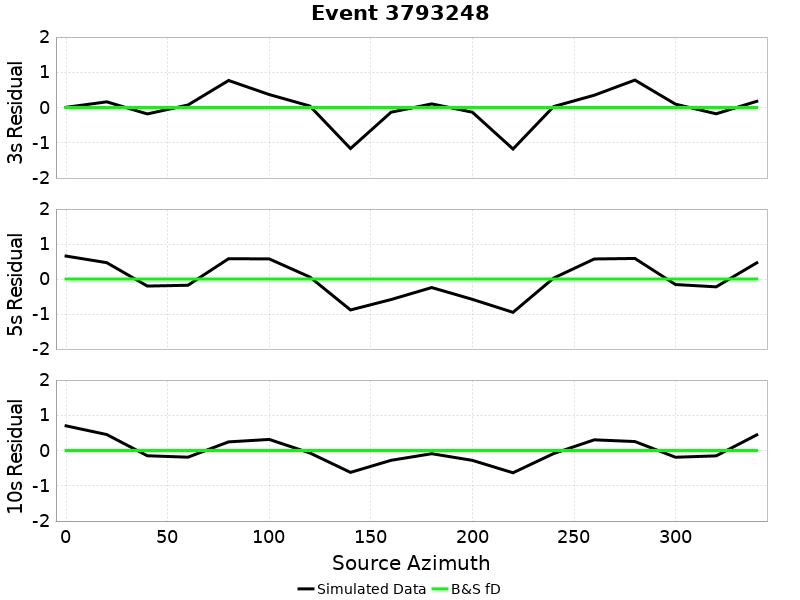 Event 3793248
3s Residual
2
1
0
-1
-2
5s Residual
2
1
0
-1
-2
10s Residual
2
1
0
-1
-2
0 50 100 150 200 250 300
Source Azimuth
Simulated Data B&S fD